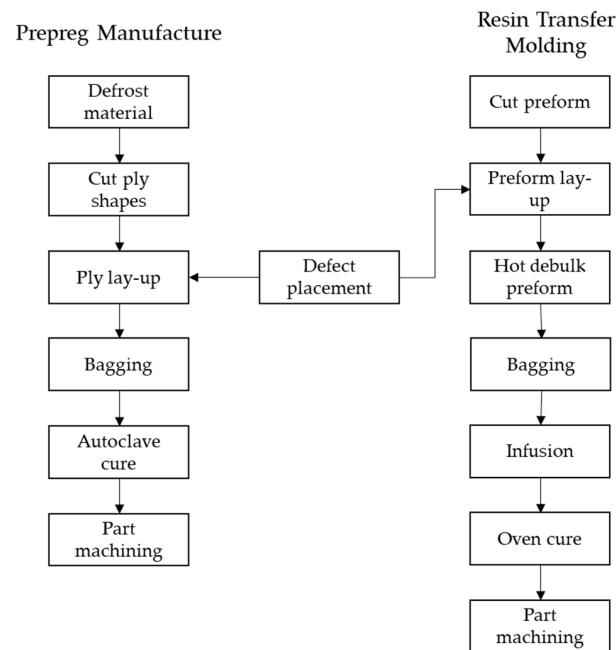 Prepreg Manufacture
Defrost
material
Cut ply
shapes
Ply lay-up
Bagging
Autoclave
cure
Part
machining
Defect
placement
Resin Transfer
Molding
Cut preform
Preform lay-
up
Hot debulk
preform
Bagging
Infusion
Oven cure
Part
machining